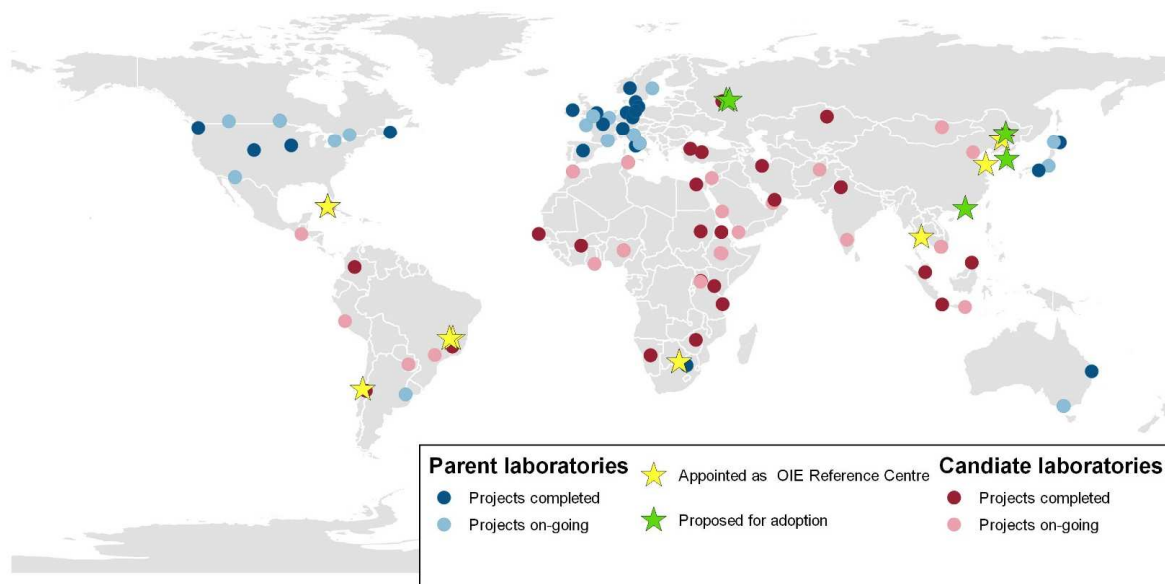 Parent laboratories
Projects completed
Projects on-going
Appointed as OIE Reference Centre
Proposed for adoption
Candiate laboratories
Projects completed
Projects on-going